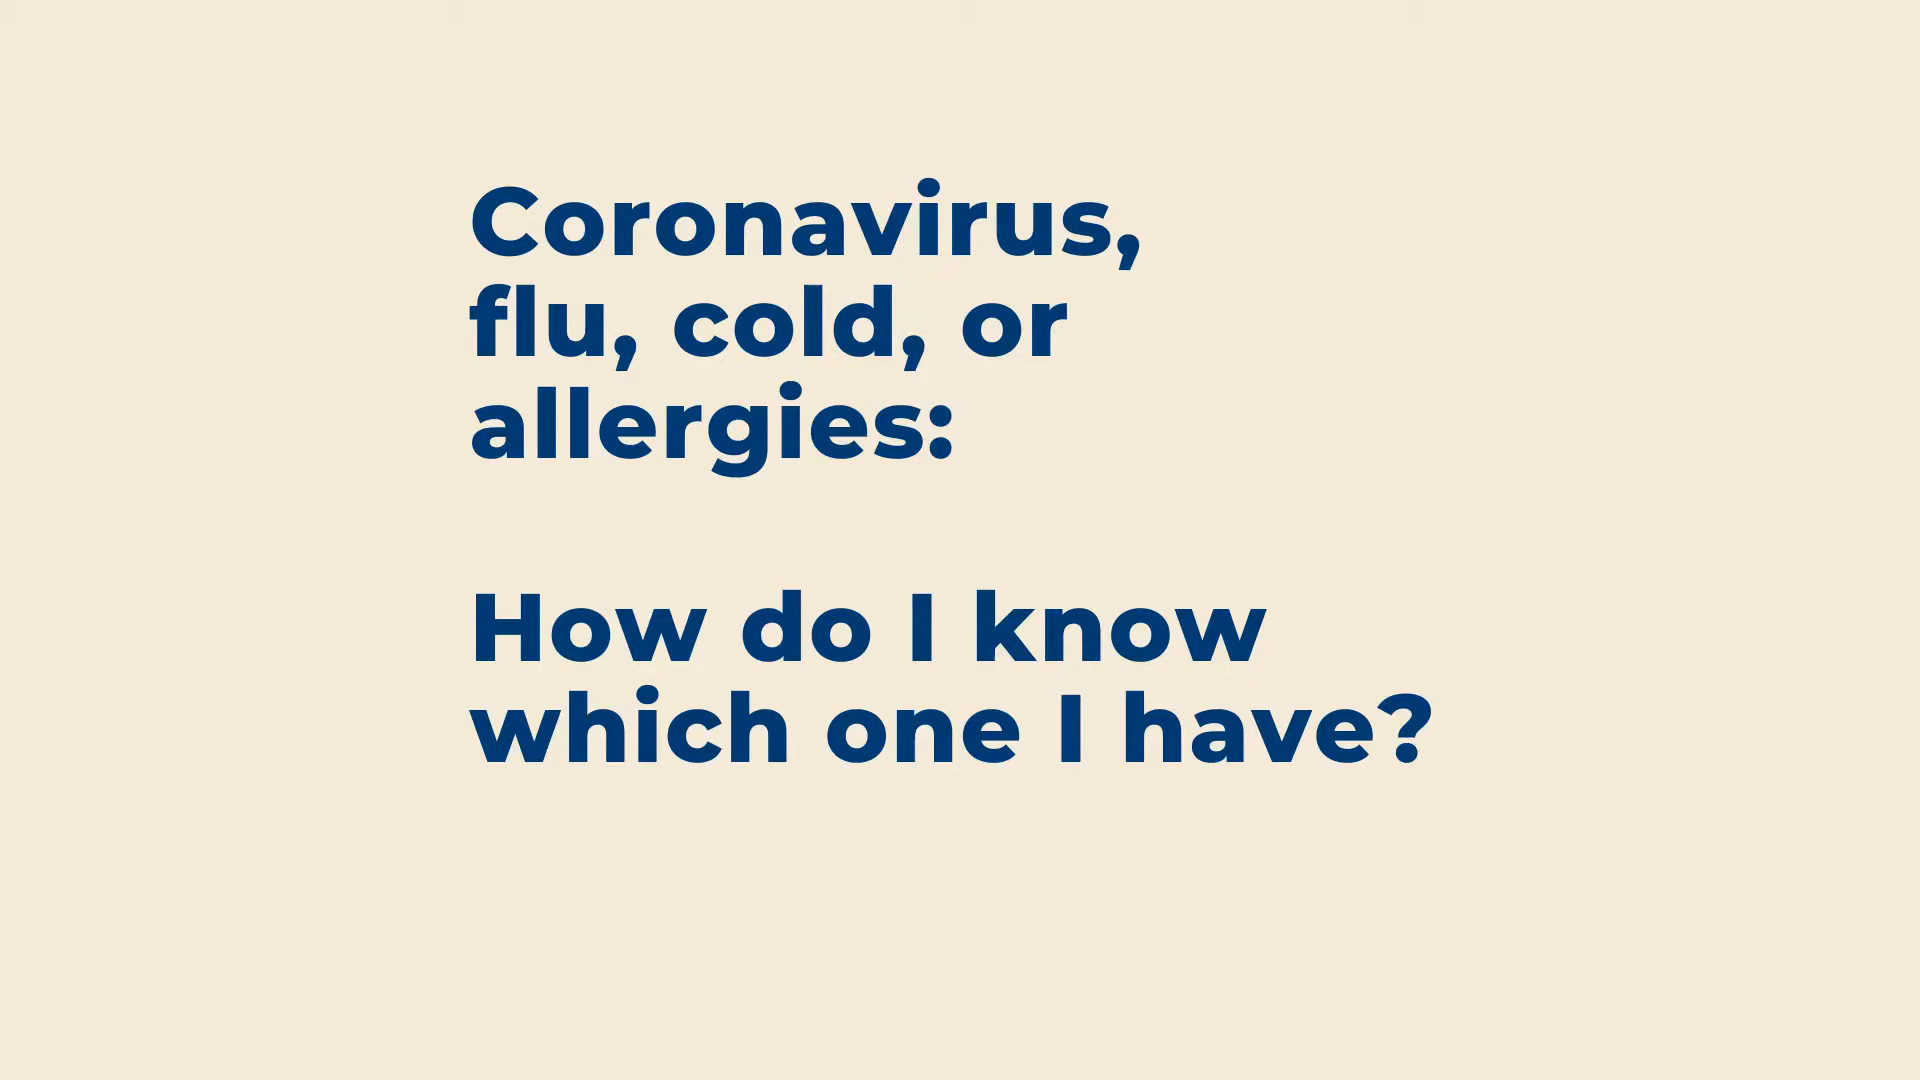 Coronavirus,
flu, cold, or
allergies:
How do I know
which one I have?